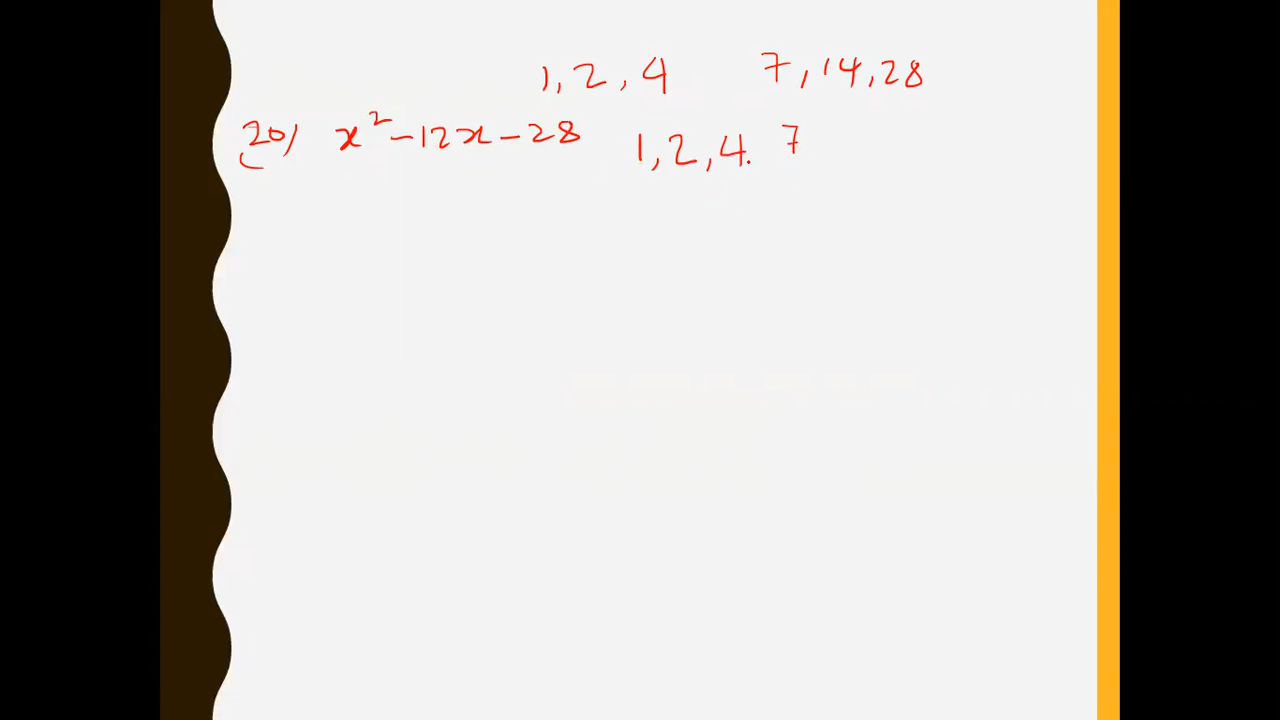 1, 2, 4 7, 14, 28
20) x² - 12x - 28 1, 2, 4. 7